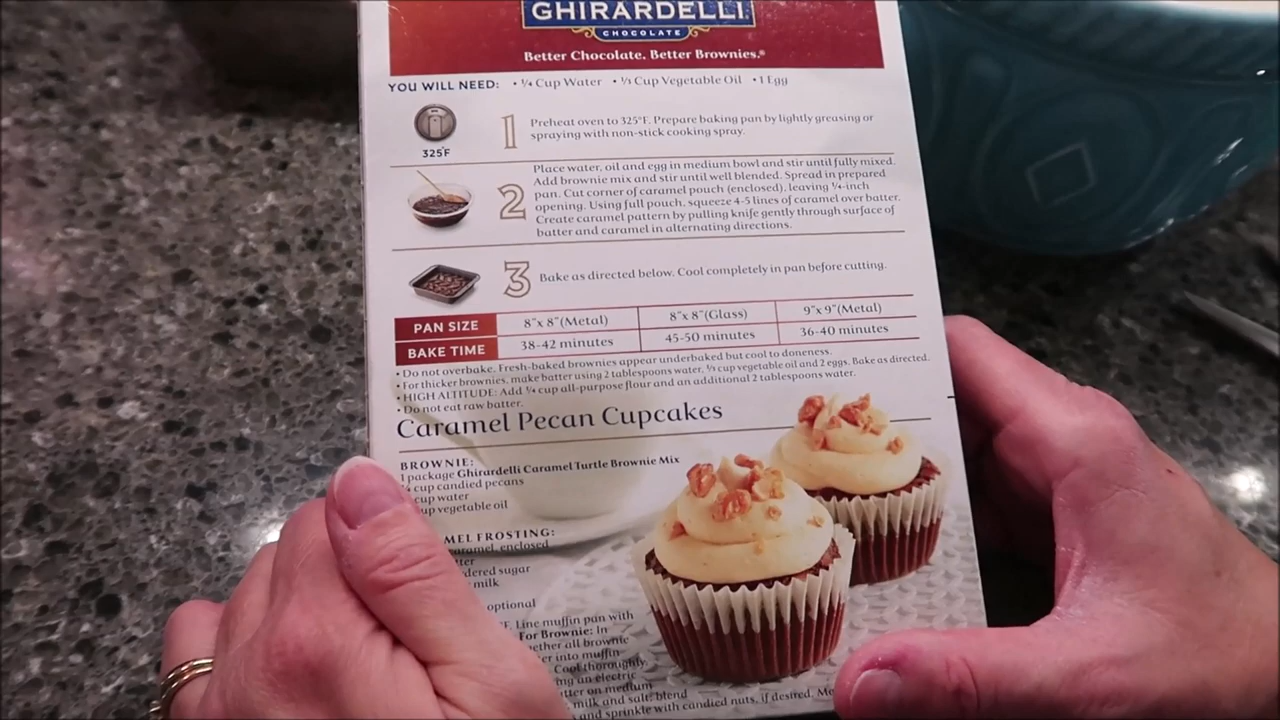 GHIRARDELLI
CHOCOLATE
Better Chocolate. Better Brownies.®
YOU WILL NEED: • ¼ Cup Water • ⅓ Cup Vegetable Oil • 1 Egg
325°F
1 Preheat oven to 325°F. Prepare baking pan by lightly greasing or
spraying with non-stick cooking spray.
2 Place water, oil and egg in medium bowl and stir until fully mixed.
Add brownie mix and stir until well blended. Spread in prepared
pan. Cut corner of caramel pouch (enclosed), leaving ¼-inch
opening. Using full pouch, squeeze 4-5 lines of caramel over batter.
Create caramel pattern by pulling knife gently through surface of
batter and caramel in alternating directions.
3 Bake as directed below. Cool completely in pan before cutting.
PAN SIZE 8"x 8"(Metal) 8"x 8"(Glass) 9"x 9"(Metal)
BAKE TIME 38-42 minutes 45-50 minutes 36-40 minutes
• Do not overbake. Fresh-baked brownies appear underbaked but cool to doneness.
• For thicker brownies, make batter using 2 tablespoons water, ⅓ cup vegetable oil and 2 eggs. Bake as directed.
• HIGH ALTITUDE: Add ¼ cup all-purpose flour and an additional 2 tablespoons water.
• Do not eat raw batter.
Caramel Pecan Cupcakes
BROWNIE:
1 package Ghirardelli Caramel Turtle Brownie Mix
cup candied pecans
cup water
cup vegetable oil
FROSTING:
caramel, enclosed
sugar
milk
optional
Line muffin pan with
For Brownie: In
all brownie
into muffin
Cool thoroughly.
an electric
on medium
milk and salt; blend
and sprinkle with candied nuts, if desired.